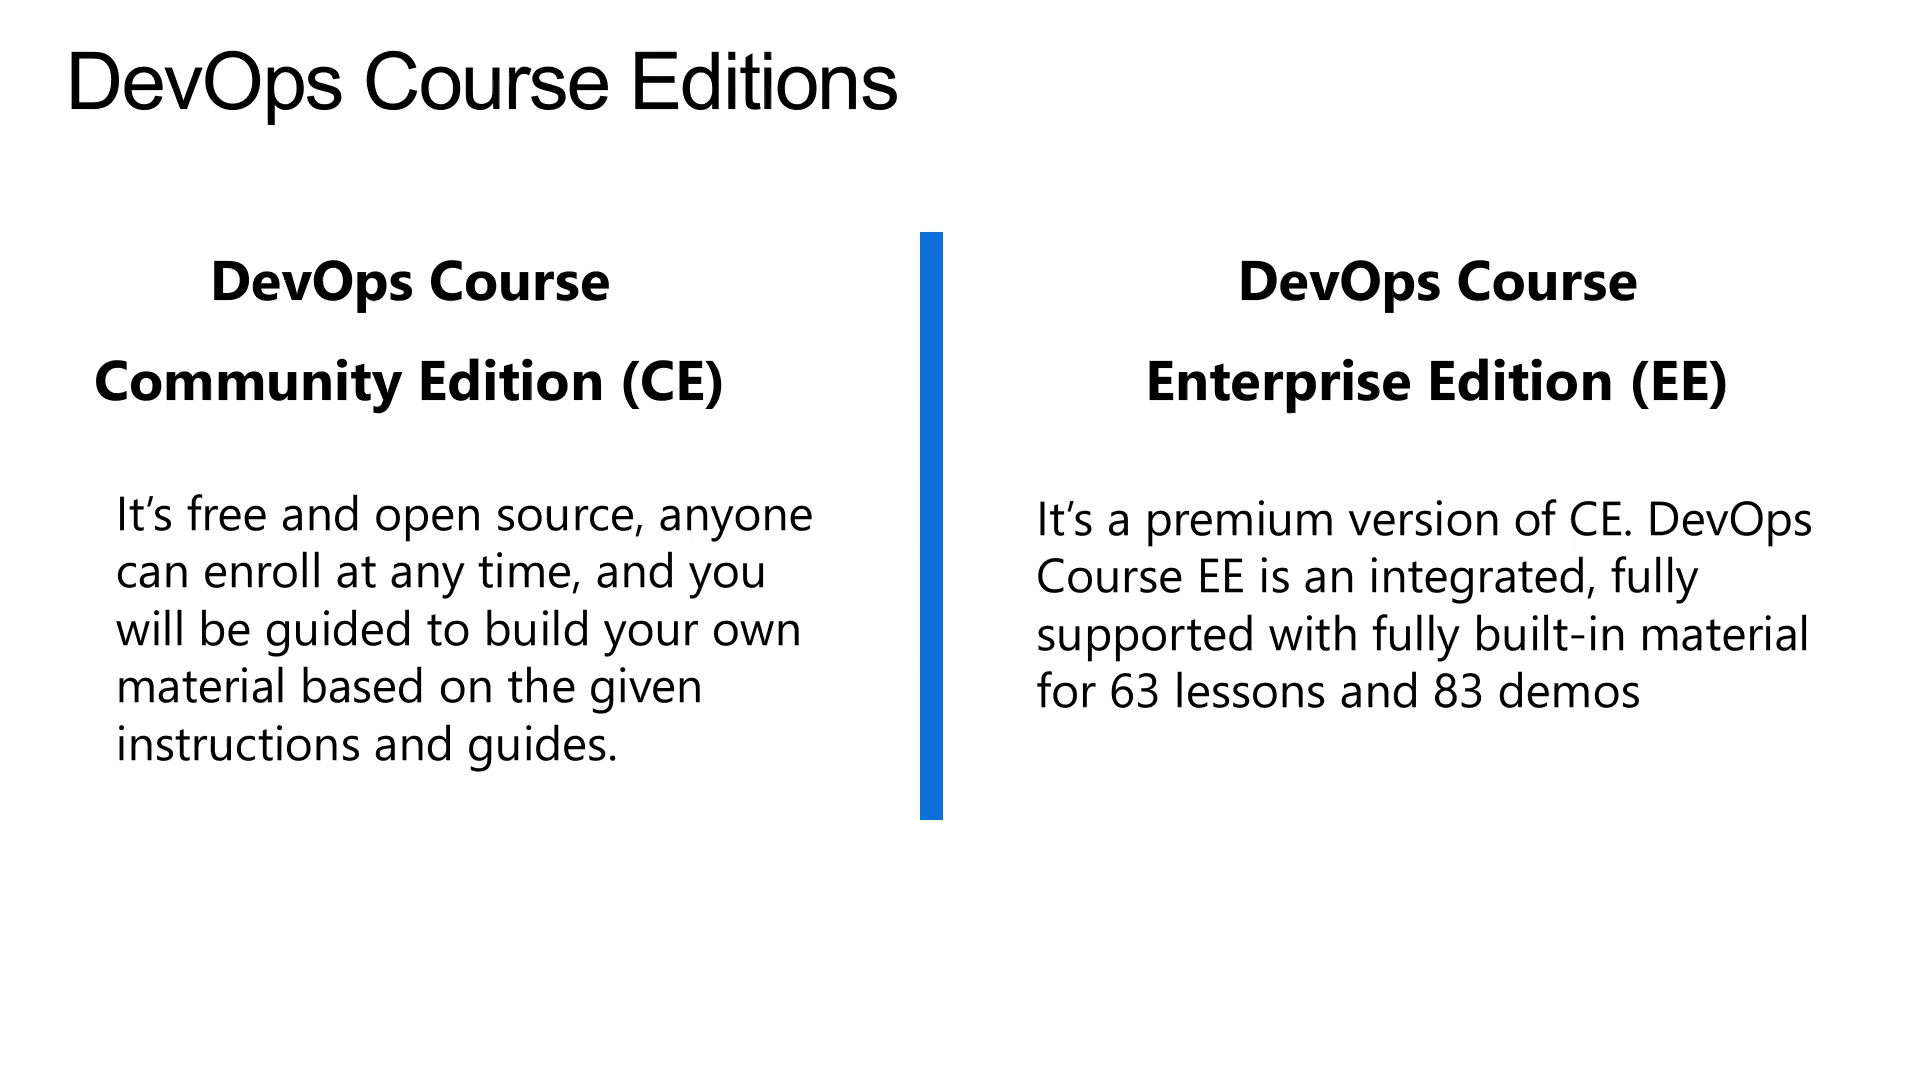 DevOps Course Editions
DevOps Course
Community Edition (CE)
It’s free and open source, anyone
can enroll at any time, and you
will be guided to build your own
material based on the given
instructions and guides.
DevOps Course
Enterprise Edition (EE)
It’s a premium version of CE. DevOps
Course EE is an integrated, fully
supported with fully built-in material
for 63 lessons and 83 demos